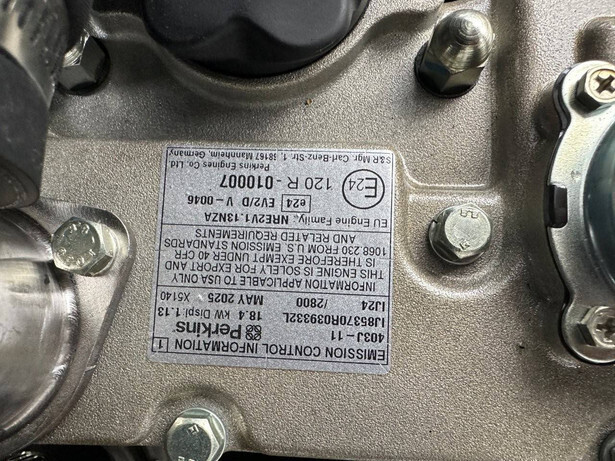 EMISSION CONTROL INFORMATION 1
403J-11 Perkins
IJ85370R039332L 18.4 kW Displ. 1.13
IJ24 /2800 MAY 2025 X5140
INFORMATION APPLICABLE TO USA ONLY
THIS ENGINE IS SOLELY FOR EXPORT AND
IS THEREFORE EXEMPT UNDER 40 CFR
1068.230 FROM U.S. EMISSION STANDARDS
AND RELATED REQUIREMENTS
EU Engine Family. NRE2V1.13NZA
e24 EV2/D V-0046
E24 120 R-010007
Perkins Engines Co. Ltd.
S&R Mgr. Carl-Benz-Str. 1, 68167 Mannheim, Germany